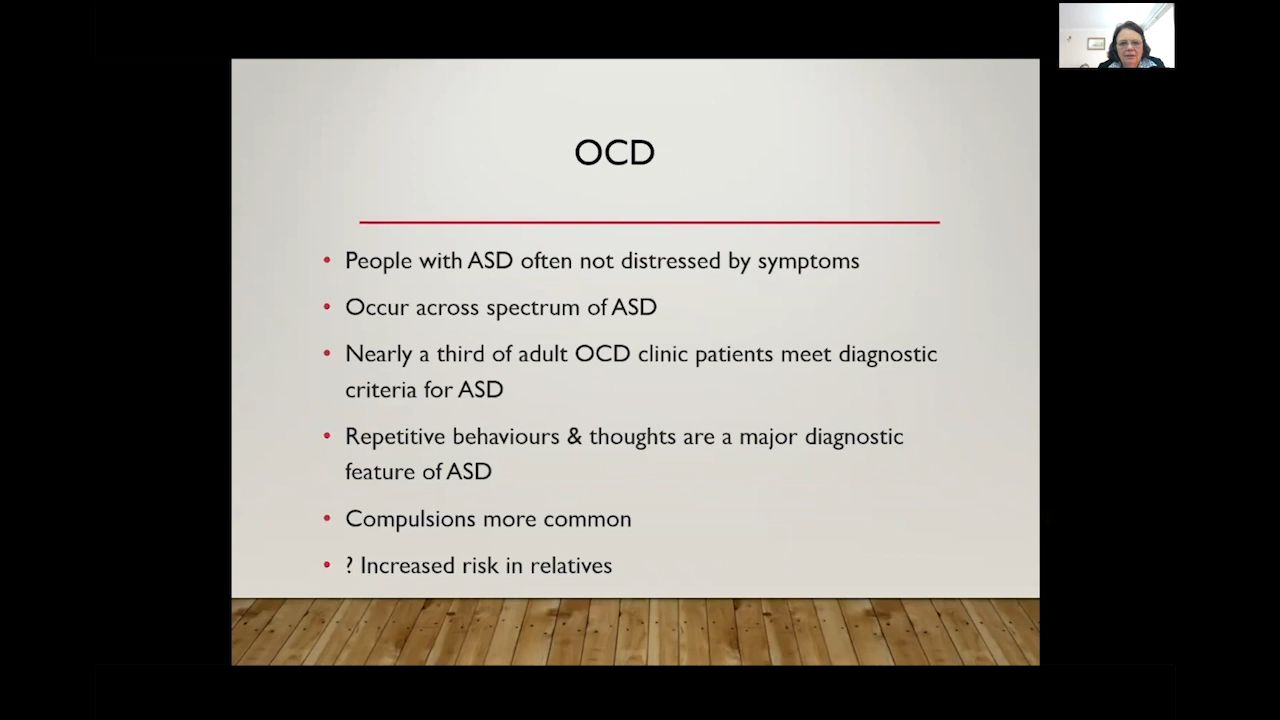 OCD
• People with ASD often not distressed by symptoms
• Occur across spectrum of ASD
• Nearly a third of adult OCD clinic patients meet diagnostic
criteria for ASD
• Repetitive behaviours & thoughts are a major diagnostic
feature of ASD
• Compulsions more common
• ? Increased risk in relatives